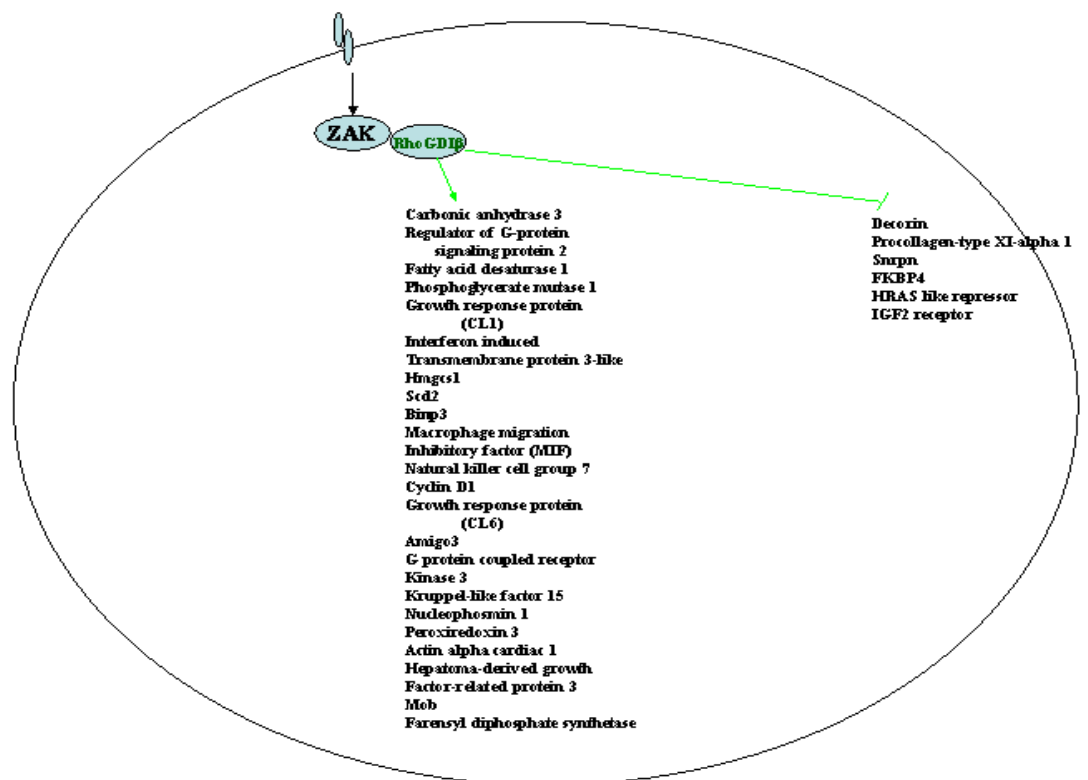 ZAK
Rho GDIβ
Carbonic anhydrase 3
Regulator of G-protein
signaling protein 2
Fatty acid desaturase 1
Phosphoglycerate mutase 1
Growth response protein
(CL1)
Interferon induced
Transmembrane protein 3-like
Hmgcs1
Scd2
Binp3
Macrophage migration
Inhibitory factor (MIF)
Natural killer cell group 7
Cyclin D1
Growth response protein
(CL6)
Amigo3
G protein coupled receptor
Kinase 3
Kruppel-like factor 15
Nucleophosmin 1
Peroxiredoxin 3
Actin alpha cardiac 1
Hepatoma-derived growth
Factor-related protein 3
Mob
Farensyl diphosphate synthetase
Decorin
Procollagen-type XI-alpha 1
Snrpn
FKBP4
HRAS like repressor
IGF2 receptor